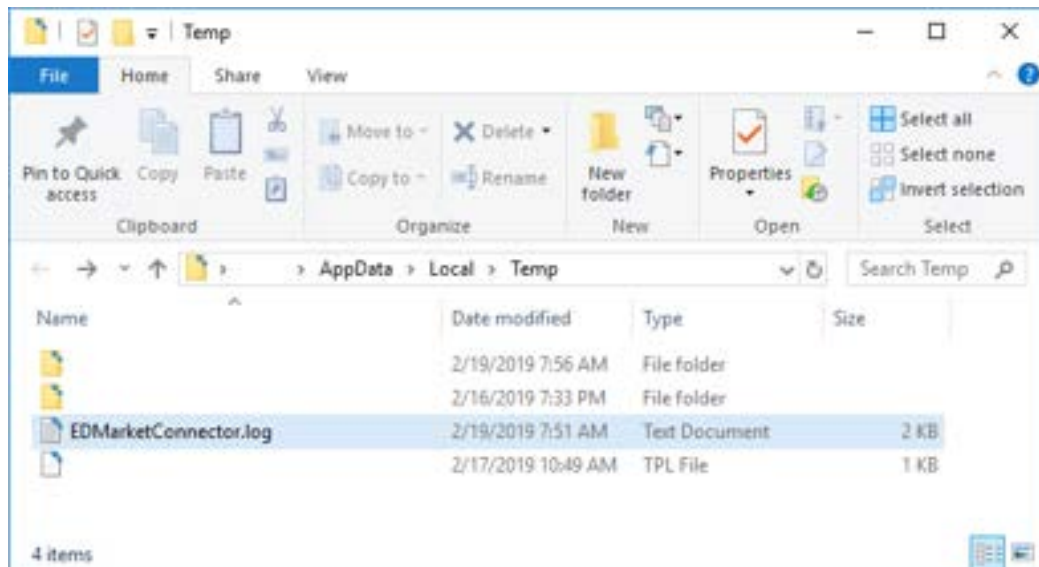 Temp
File Home Share View
Pin to Quick access
Copy
Paste
Clipboard
Move to
Copy to
Delete
Rename
Organize
New folder
New
Properties
Open
Select all
Select none
Invert selection
Select
> > AppData > Local > Temp
Search Temp
Name Date modified Type Size
2/19/2019 7:56 AM File folder
2/16/2019 7:33 PM File folder
EDMarketConnector.log 2/19/2019 7:51 AM Text Document 2 KB
2/17/2019 10:49 AM TPL File 1 KB
4 items